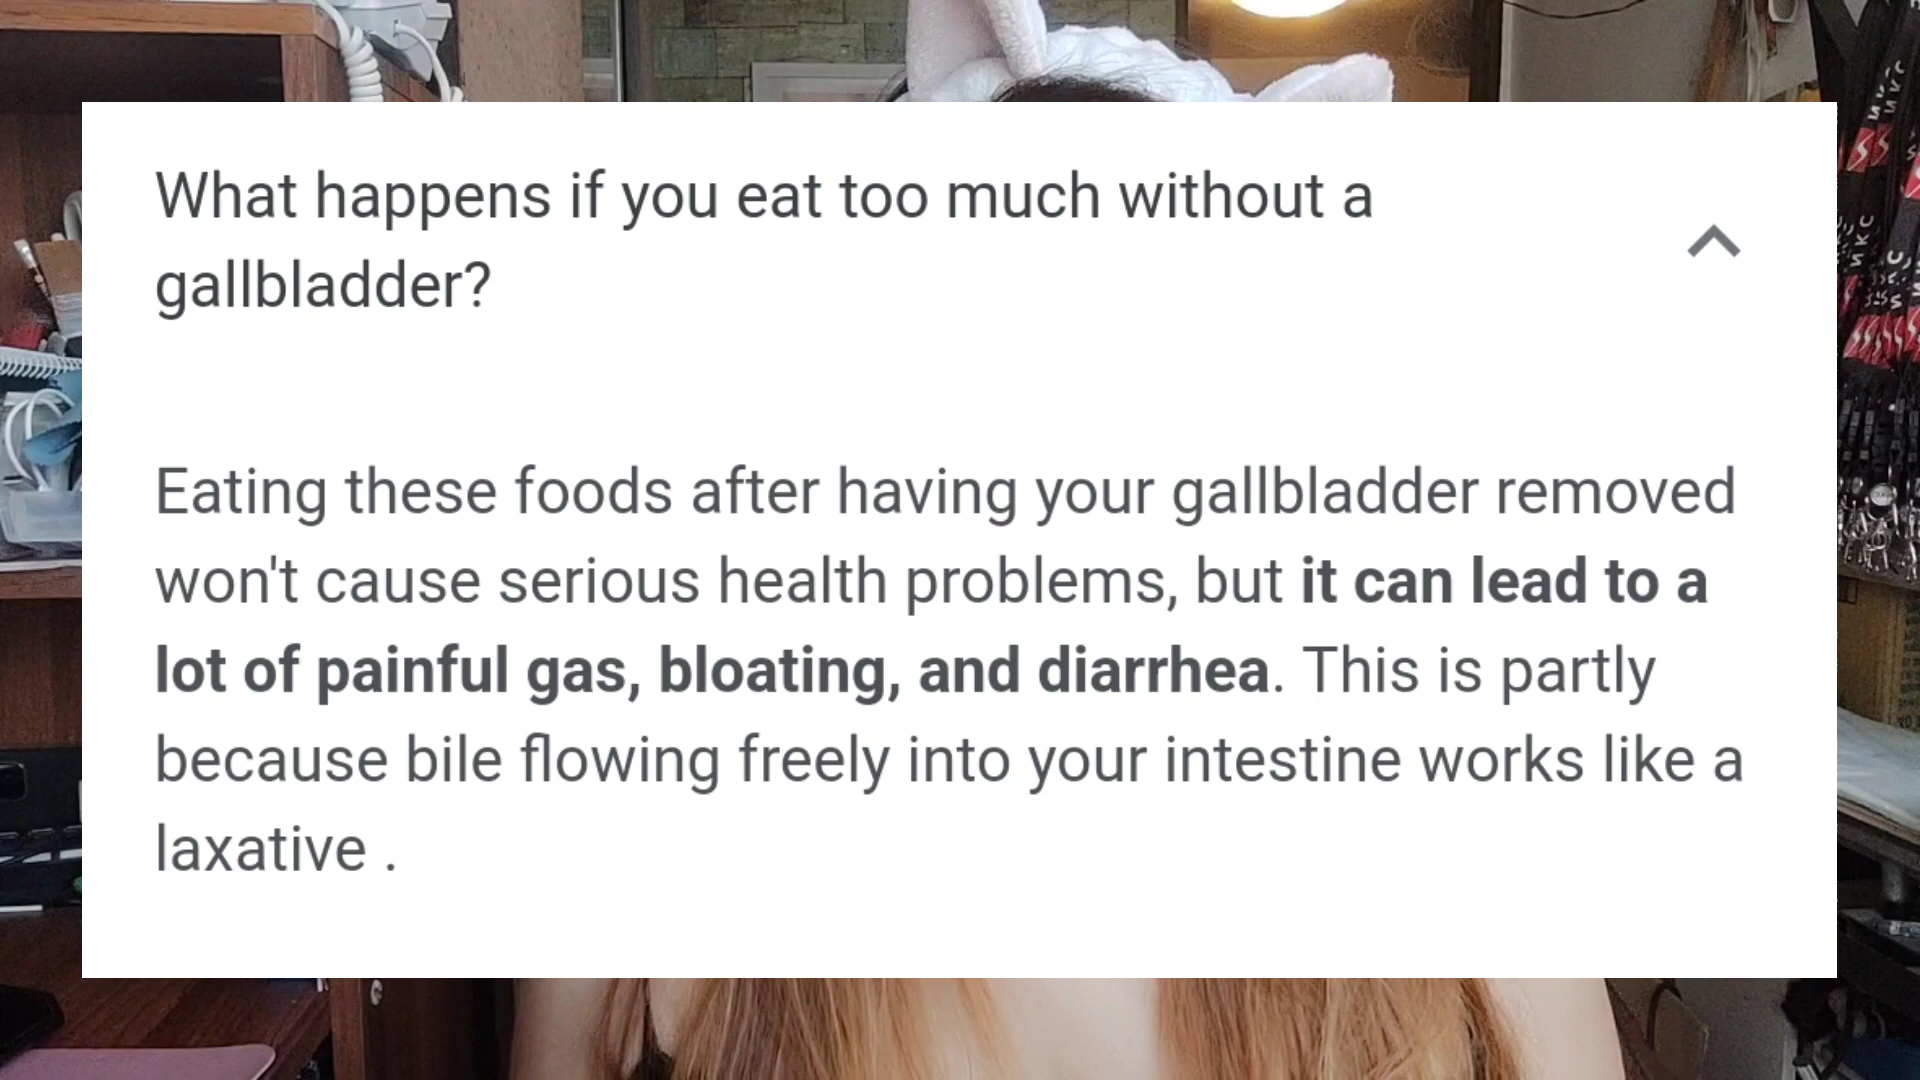 What happens if you eat too much without a
gallbladder?
Eating these foods after having your gallbladder removed
won't cause serious health problems, but it can lead to a
lot of painful gas, bloating, and diarrhea. This is partly
because bile flowing freely into your intestine works like a
laxative .